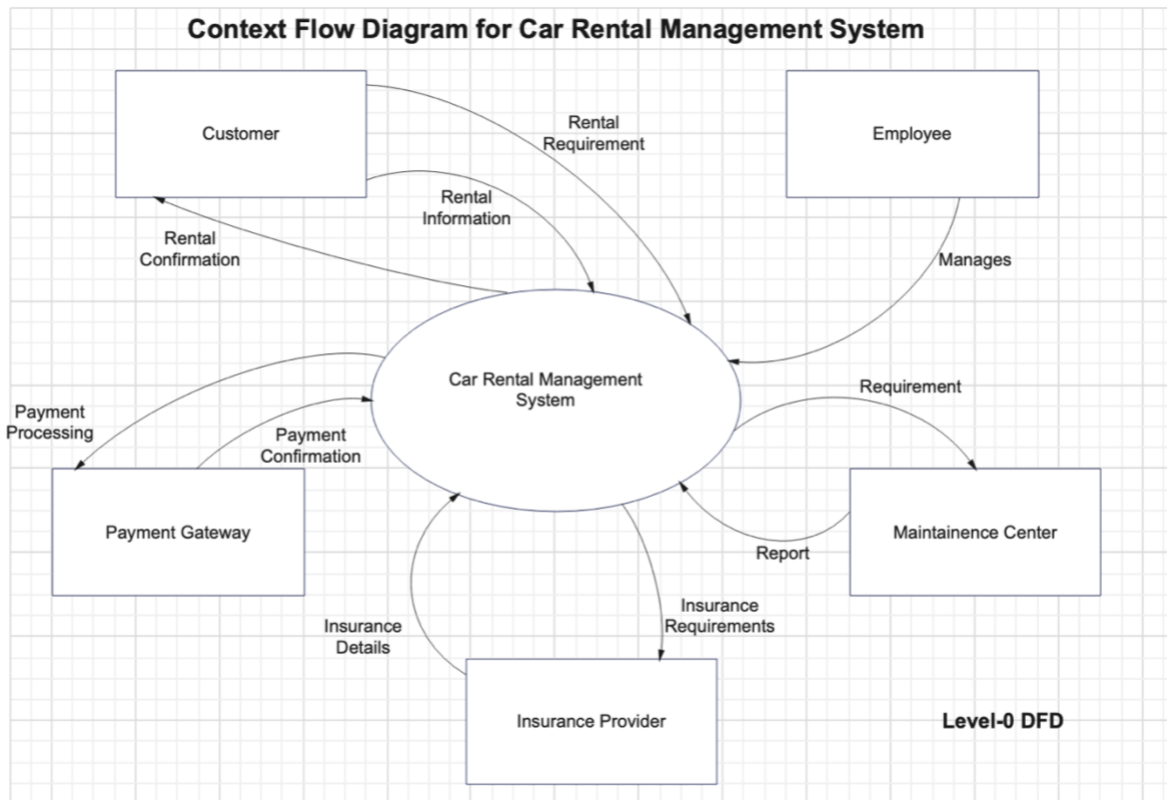 Context Flow Diagram for Car Rental Management System
Customer
Employee
Rental
Requirement
Rental
Information
Rental
Confirmation
Manages
Car Rental Management
System
Requirement
Payment
Processing
Payment
Confirmation
Payment Gateway
Maintainence Center
Report
Insurance
Details
Insurance
Requirements
Insurance Provider
Level-0 DFD